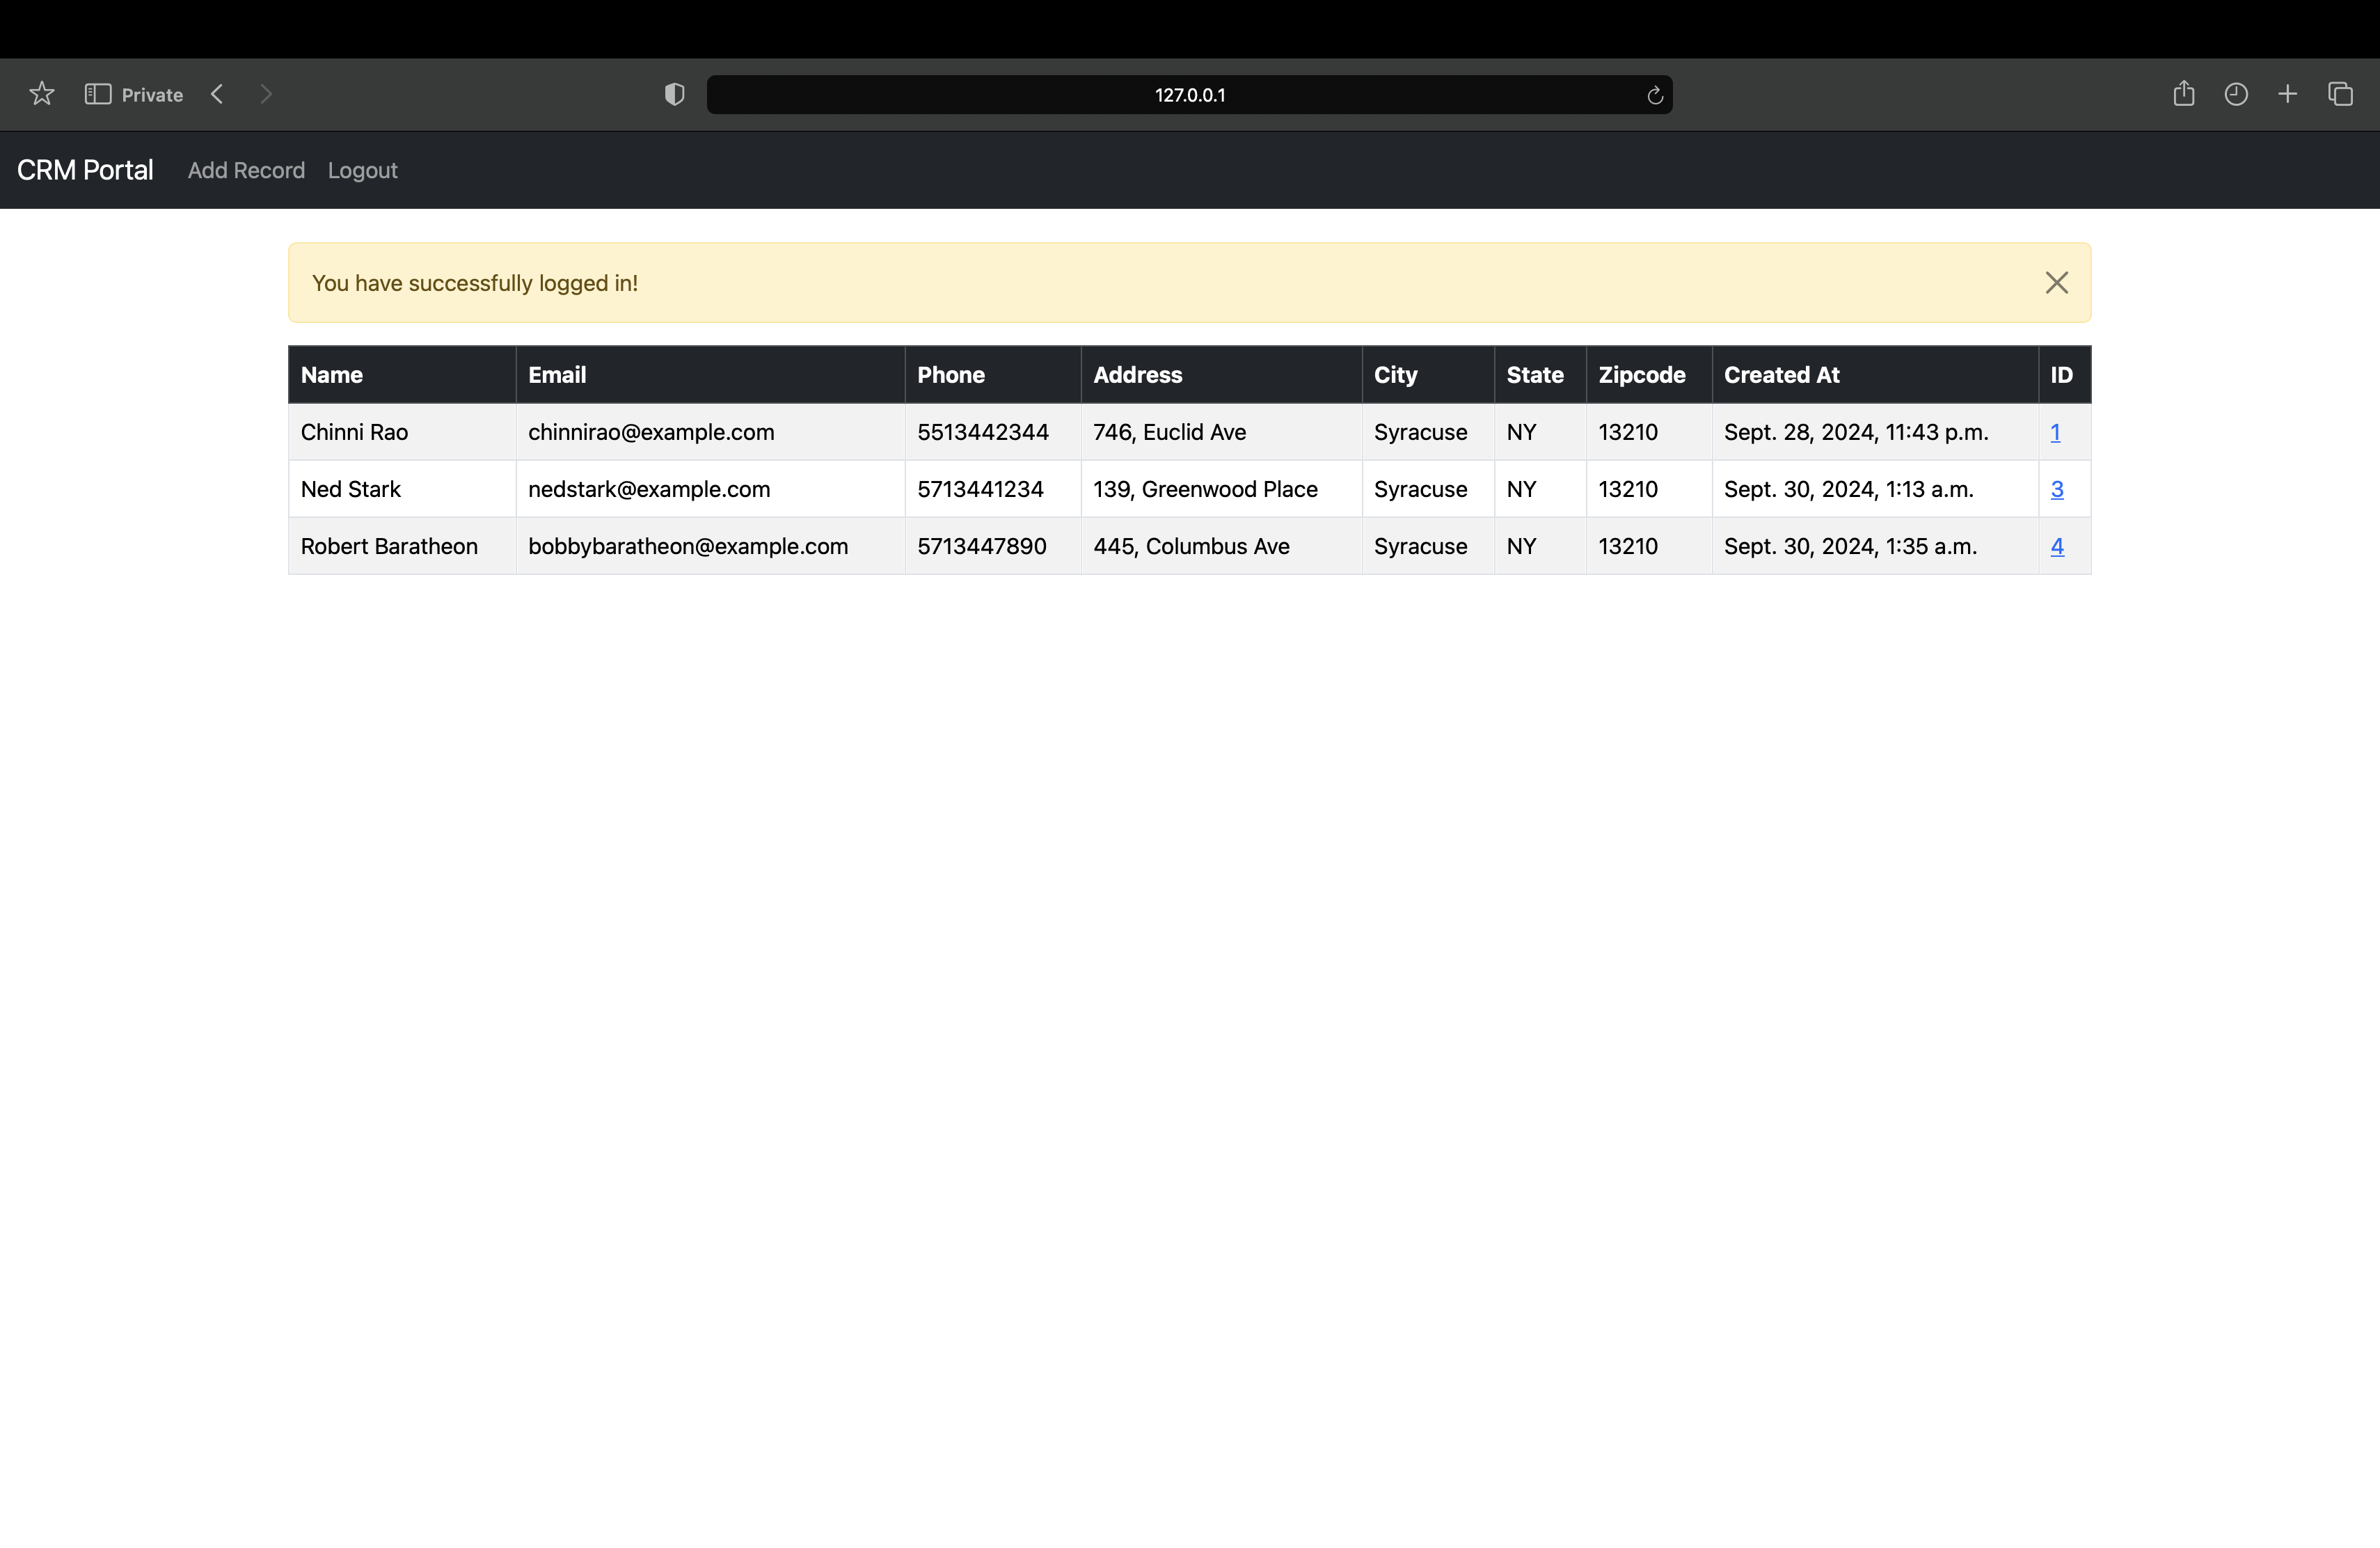 Private
127.0.0.1
CRM Portal Add Record Logout
You have successfully logged in!
Name Email Phone Address City State Zipcode Created At ID
Chinni Rao chinnirao@example.com 5513442344 746, Euclid Ave Syracuse NY 13210 Sept. 28, 2024, 11:43 p.m. 1
Ned Stark nedstark@example.com 5713441234 139, Greenwood Place Syracuse NY 13210 Sept. 30, 2024, 1:13 a.m. 3
Robert Baratheon bobbybaratheon@example.com 5713447890 445, Columbus Ave Syracuse NY 13210 Sept. 30, 2024, 1:35 a.m. 4